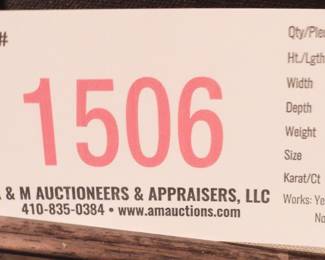 #
1506
& M AUCTIONEERS & APPRAISERS, LLC
410-835-0384 • www.amauctions.com
Ht./Lgth
Width
Depth
Weight
Size
Karat/Ct